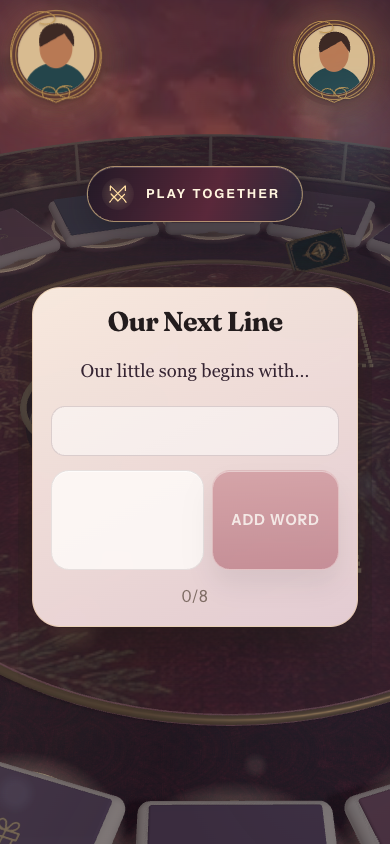 PLAY TOGETHER
Our Next Line
Our little song begins with...
ADD WORD
0/8